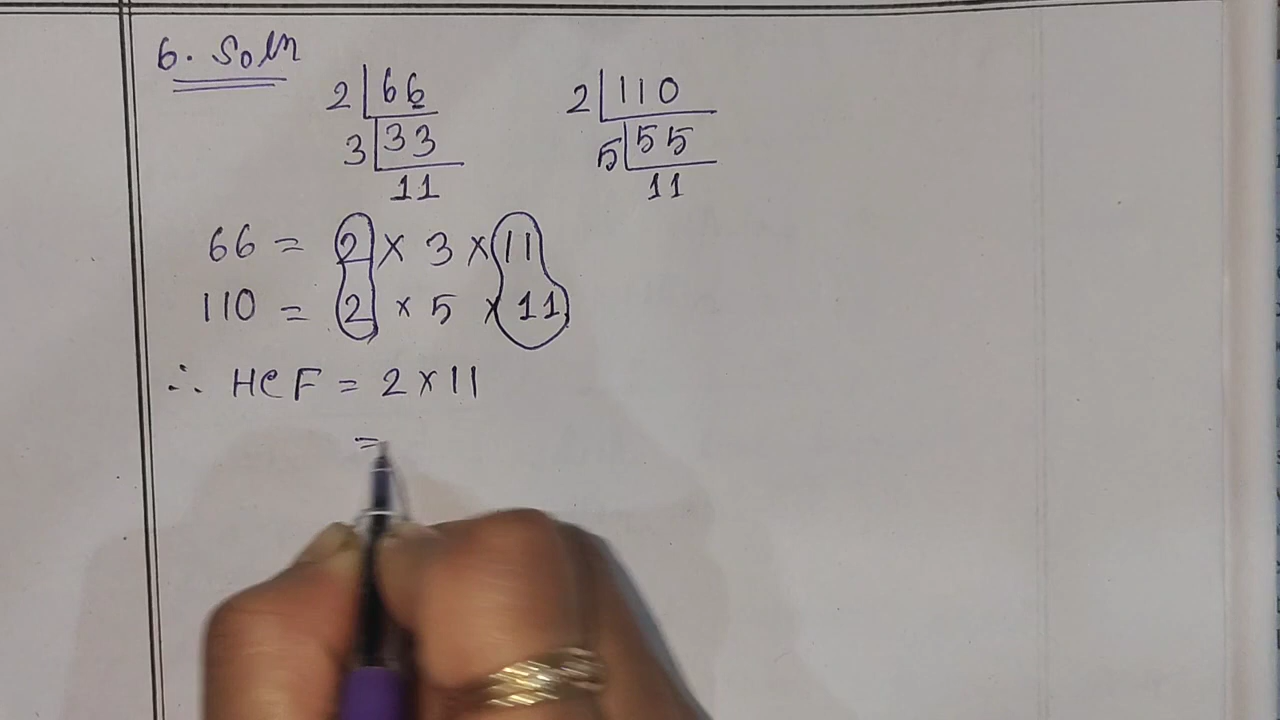 6. Soln
2 66 2 110
3 33 5 55
11 11
66 = 2 × 3 × 11
110 = 2 × 5 × 11
∴ HCF = 2 × 11
=